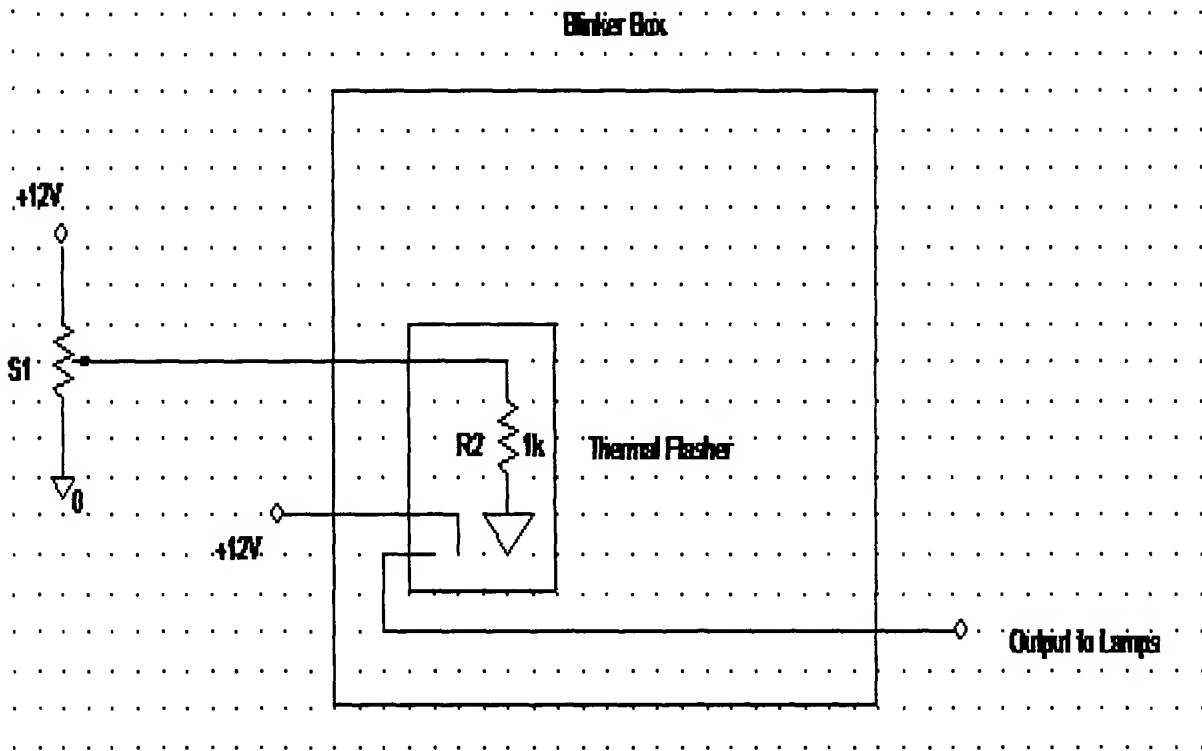 Blinker Box
+12V
S1
R2 1k
Thermal Flasher
0
+12V
Output to Lamps